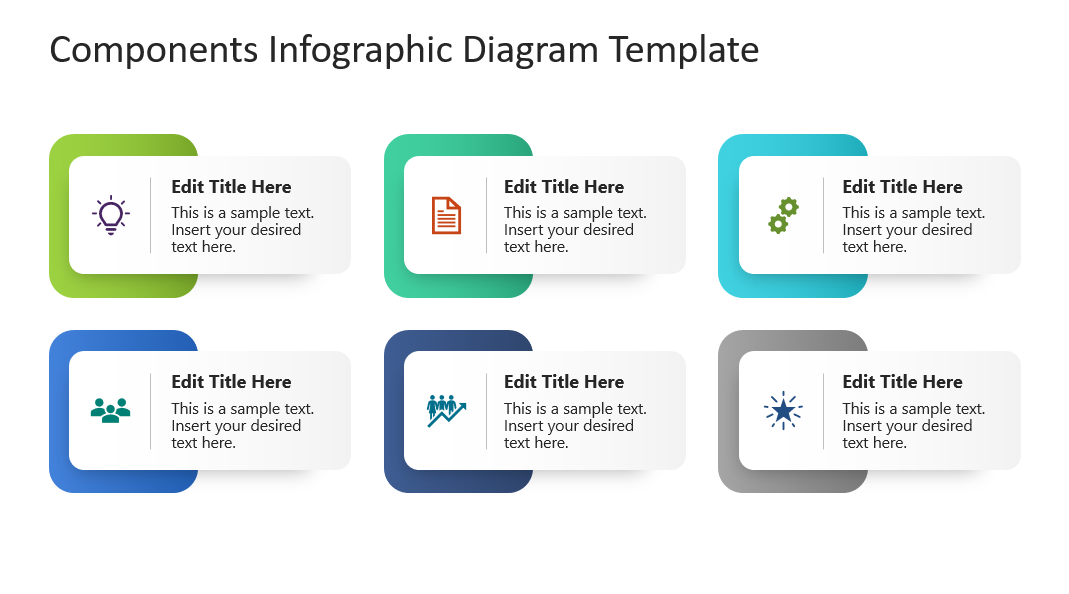 Components Infographic Diagram Template
Edit Title Here
This is a sample text.
Insert your desired
text here.
Edit Title Here
This is a sample text.
Insert your desired
text here.
Edit Title Here
This is a sample text.
Insert your desired
text here.
Edit Title Here
This is a sample text.
Insert your desired
text here.
Edit Title Here
This is a sample text.
Insert your desired
text here.
Edit Title Here
This is a sample text.
Insert your desired
text here.